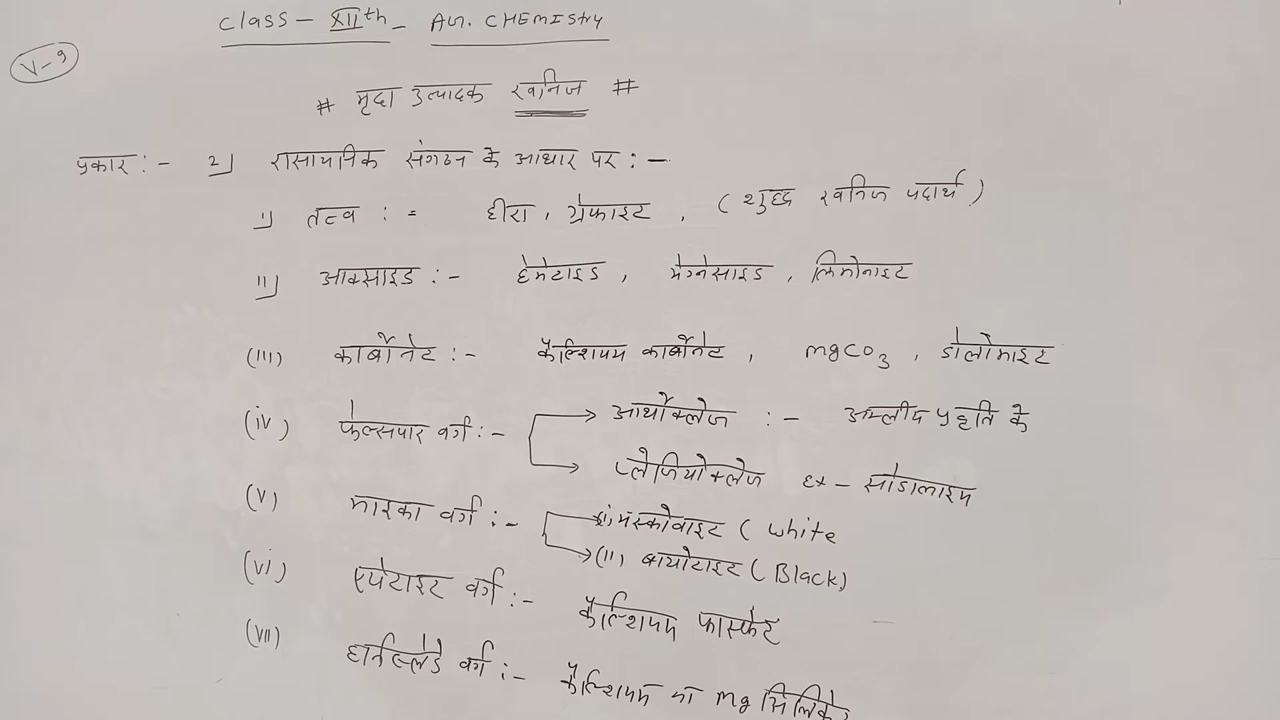 Class - XIIth - AG. CHEMISTRY
V-9
# मृदा उत्पादक खनिज #
प्रकार :- 2] रासायनिक संगठन के आधार पर :-
i] तत्व := हीरा, ग्रेफाइट, (शुद्ध खनिज पदार्थ)
ii] आक्साइड :- हेमेटाइड, मेग्नेसाइड, लिमोनाइट
(iii) कार्बोनेट :- कैल्शियम कार्बोनेट, mgCO3, डोलोमाइट
(iv) फेल्सपार वर्ग :- → आर्थोक्लेज :- अम्लीय प्रकृति के
→ प्लेजियोक्लेज Ex - सोडालाइम
(v) माइका वर्ग :- → (i) मस्कोवाइट ( White
→ (ii) बायोटाइट ( Black)
(vi) एपेटाइट वर्ग :- कैल्शियम फास्फेट
(vii) हार्नब्लेंडे वर्ग :- कैल्शियम या mg सिलिकेट